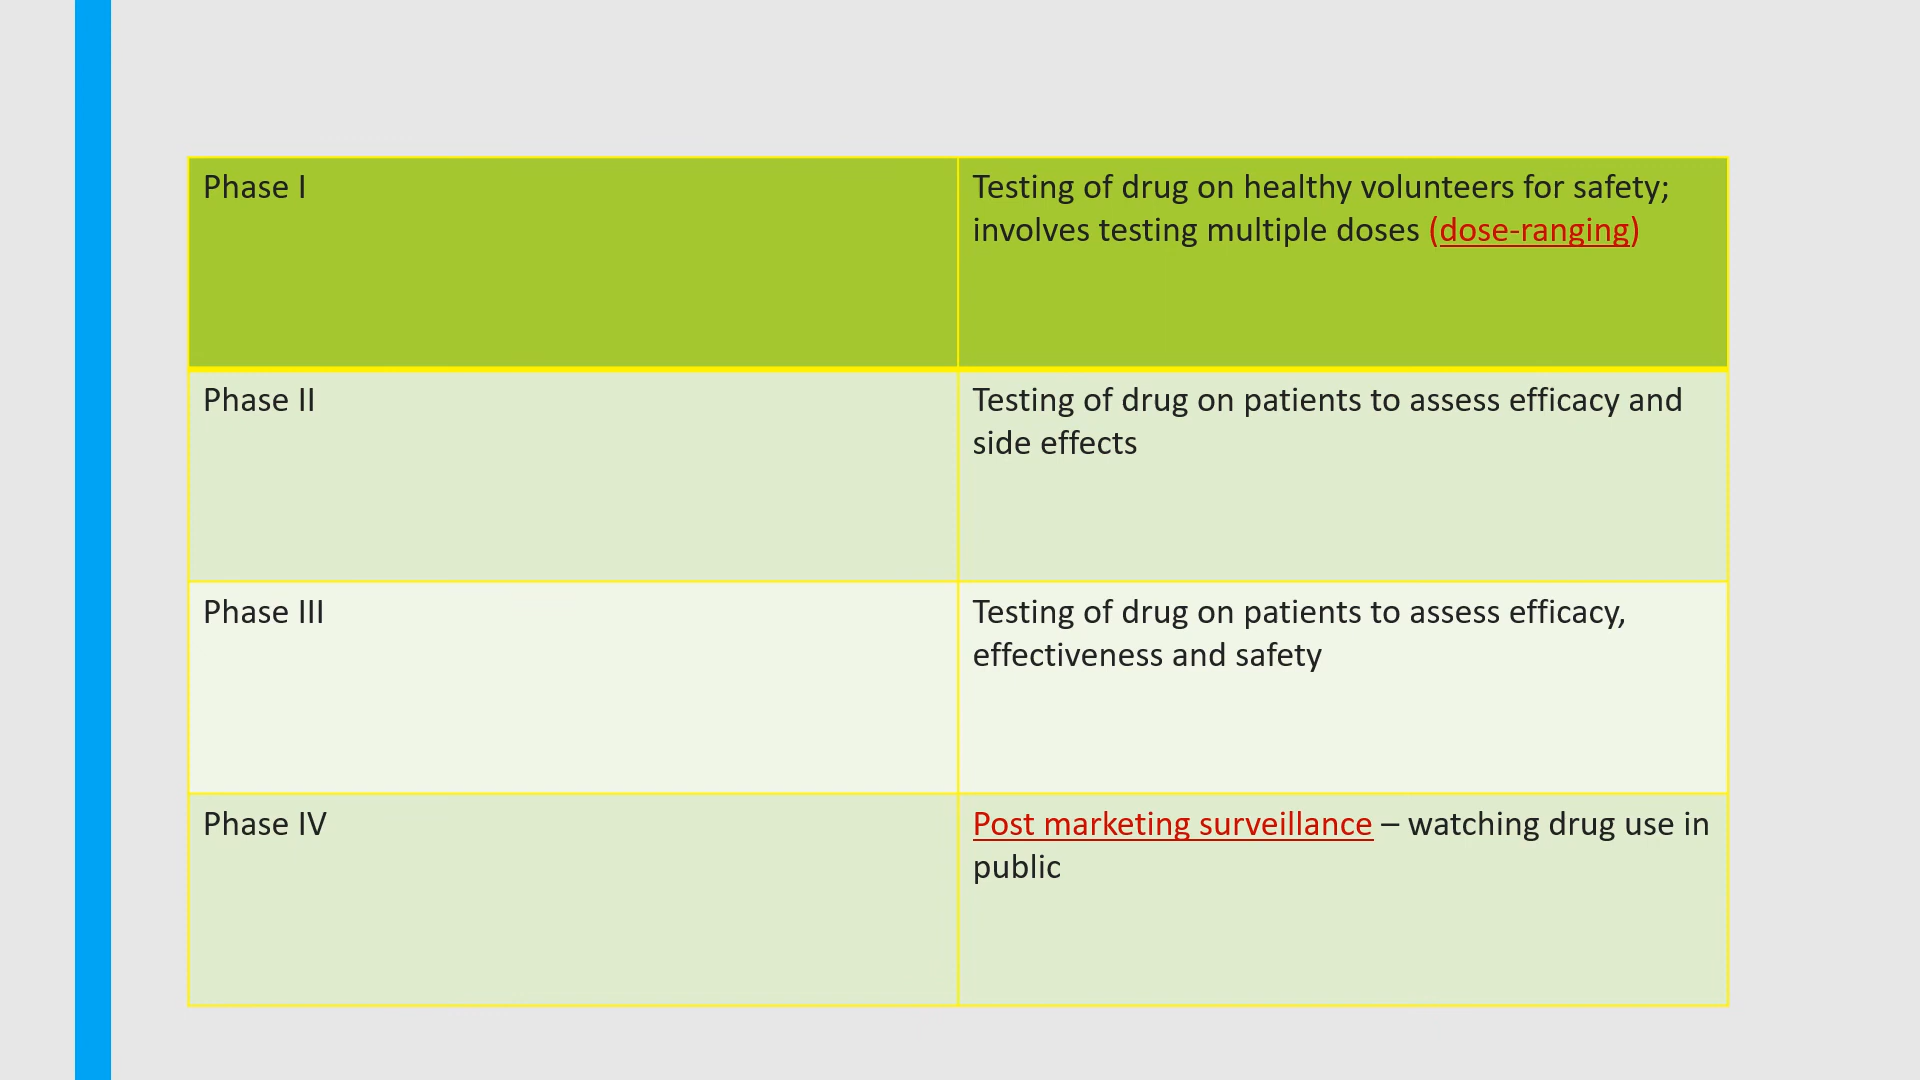 Phase I
Testing of drug on healthy volunteers for safety;
involves testing multiple doses (dose-ranging)
Phase II
Testing of drug on patients to assess efficacy and
side effects
Phase III
Testing of drug on patients to assess efficacy,
effectiveness and safety
Phase IV
Post marketing surveillance – watching drug use in
public